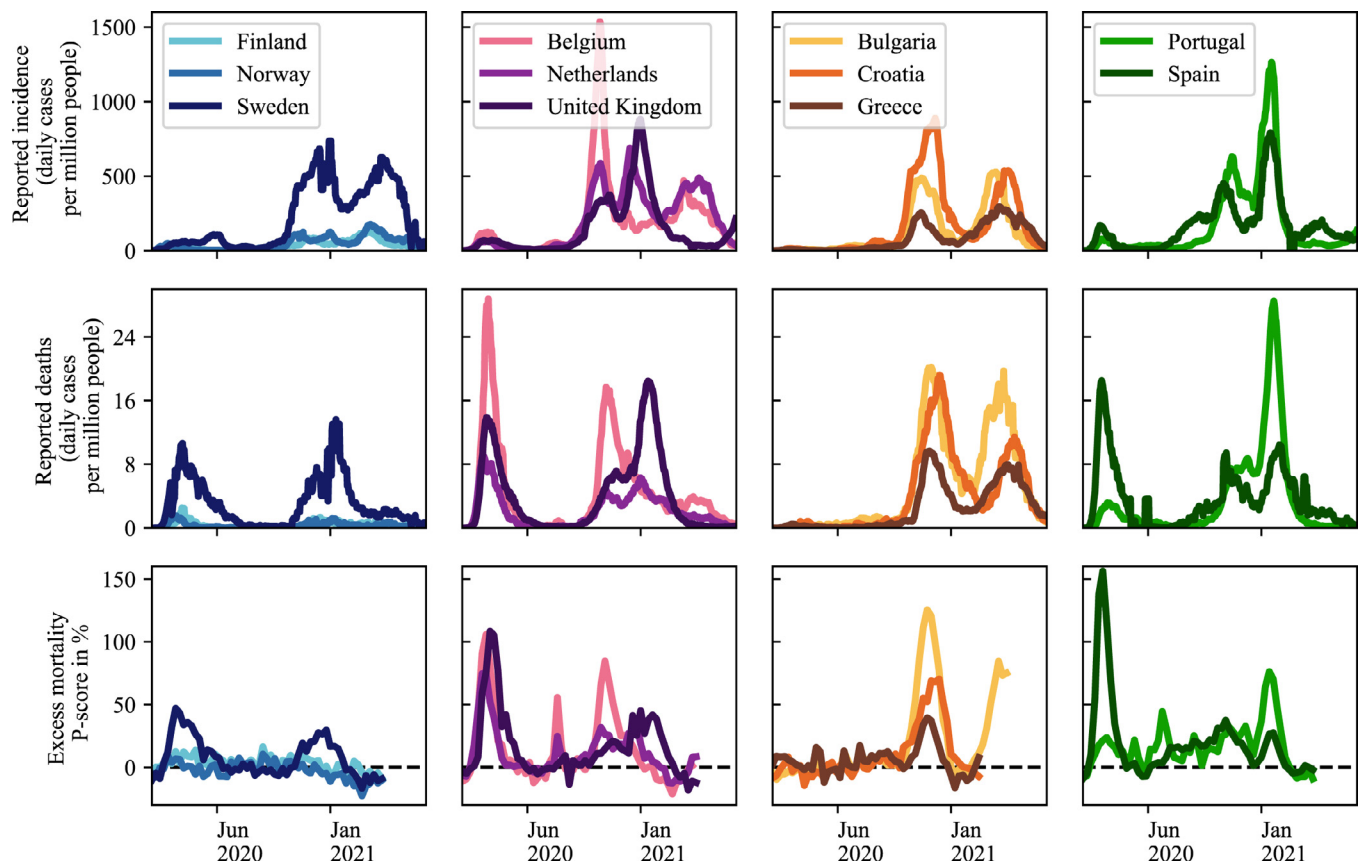 Reported incidence
(daily cases
per million people)
1500
1000
500
0
Finland
Norway
Sweden
Belgium
Netherlands
United Kingdom
Bulgaria
Croatia
Greece
Portugal
Spain
Reported deaths
(daily cases
per million people)
24
16
8
0
Excess mortality
P-score in %
150
100
50
0
Jun
2020
Jan
2021
Jun
2020
Jan
2021
Jun
2020
Jan
2021
Jun
2020
Jan
2021